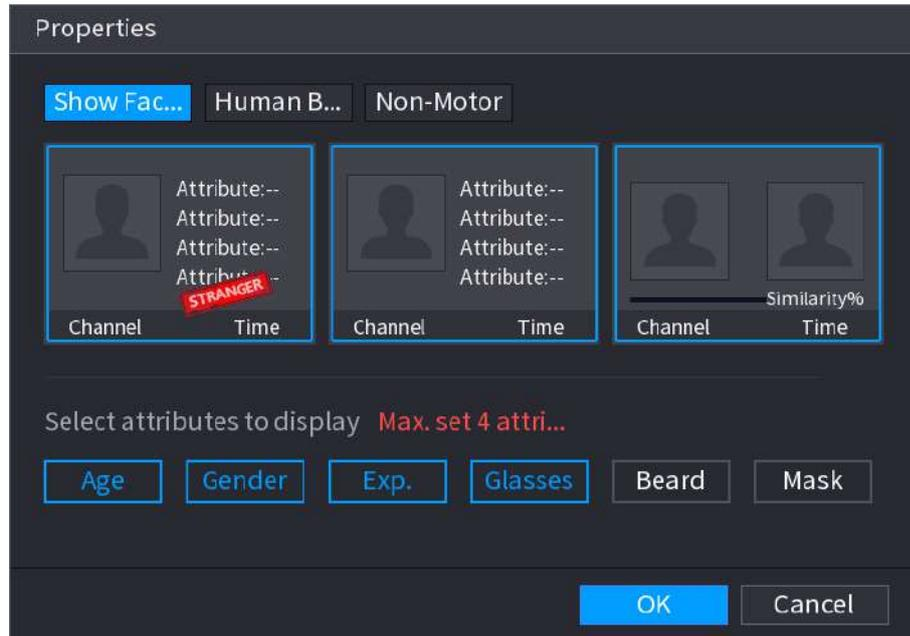 Properties
Show Fac... Human B... Non-Motor
Attribute:-- Attribute:--
Attribute:-- Attribute:--
Attribute:-- Attribute:--
Attribute:-- Attribute:--
STRANGER Similarity%
Channel Time Channel Time Channel Time
Select attributes to display Max. set 4 attri...
Age Gender Exp. Glasses Beard Mask
OK Cancel